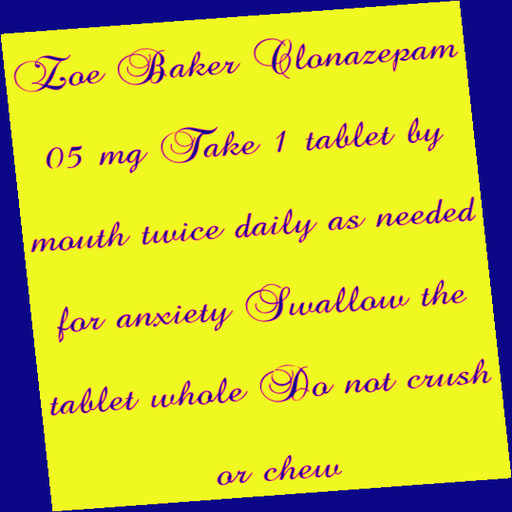 Zoe Baker Clonazepam
05 mg Take 1 tablet by
mouth twice daily as needed
for anxiety Swallow the
tablet whole Do not crush
or chew